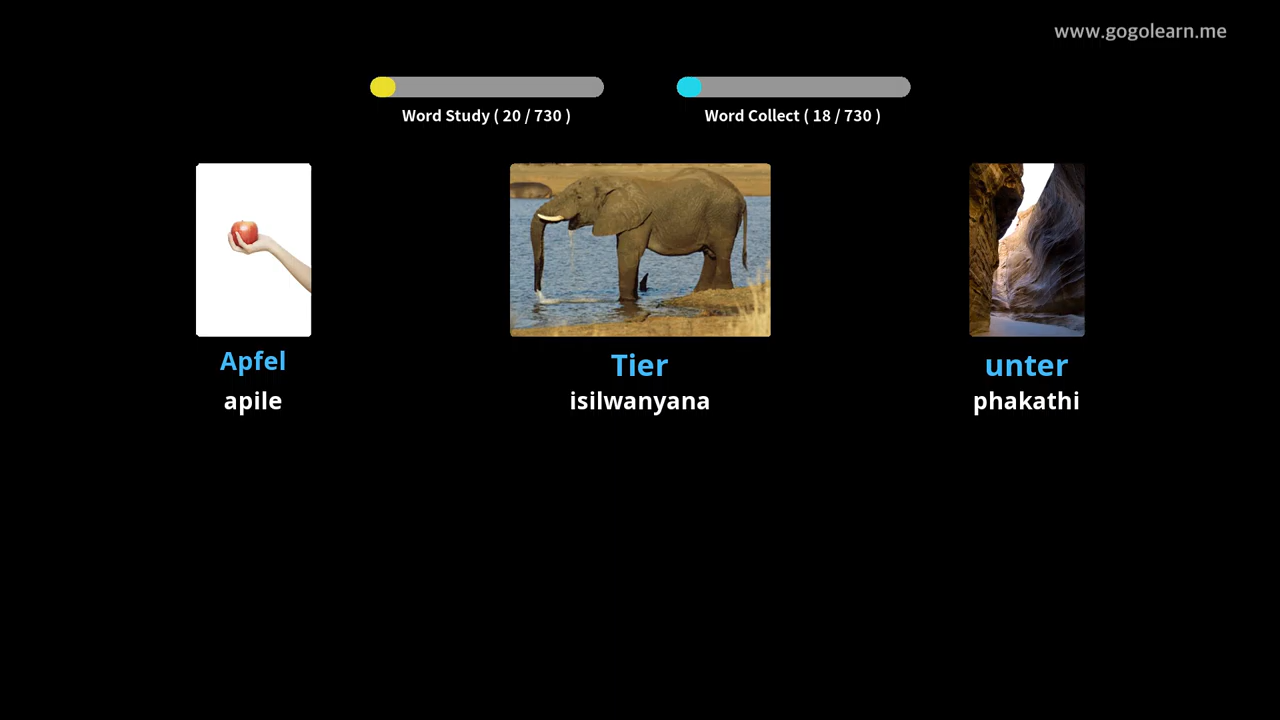 www.gogolearn.me
Word Study ( 20 / 730 )
Word Collect ( 18 / 730 )
Apfel
apile
Tier
isilwanyana
unter
phakathi